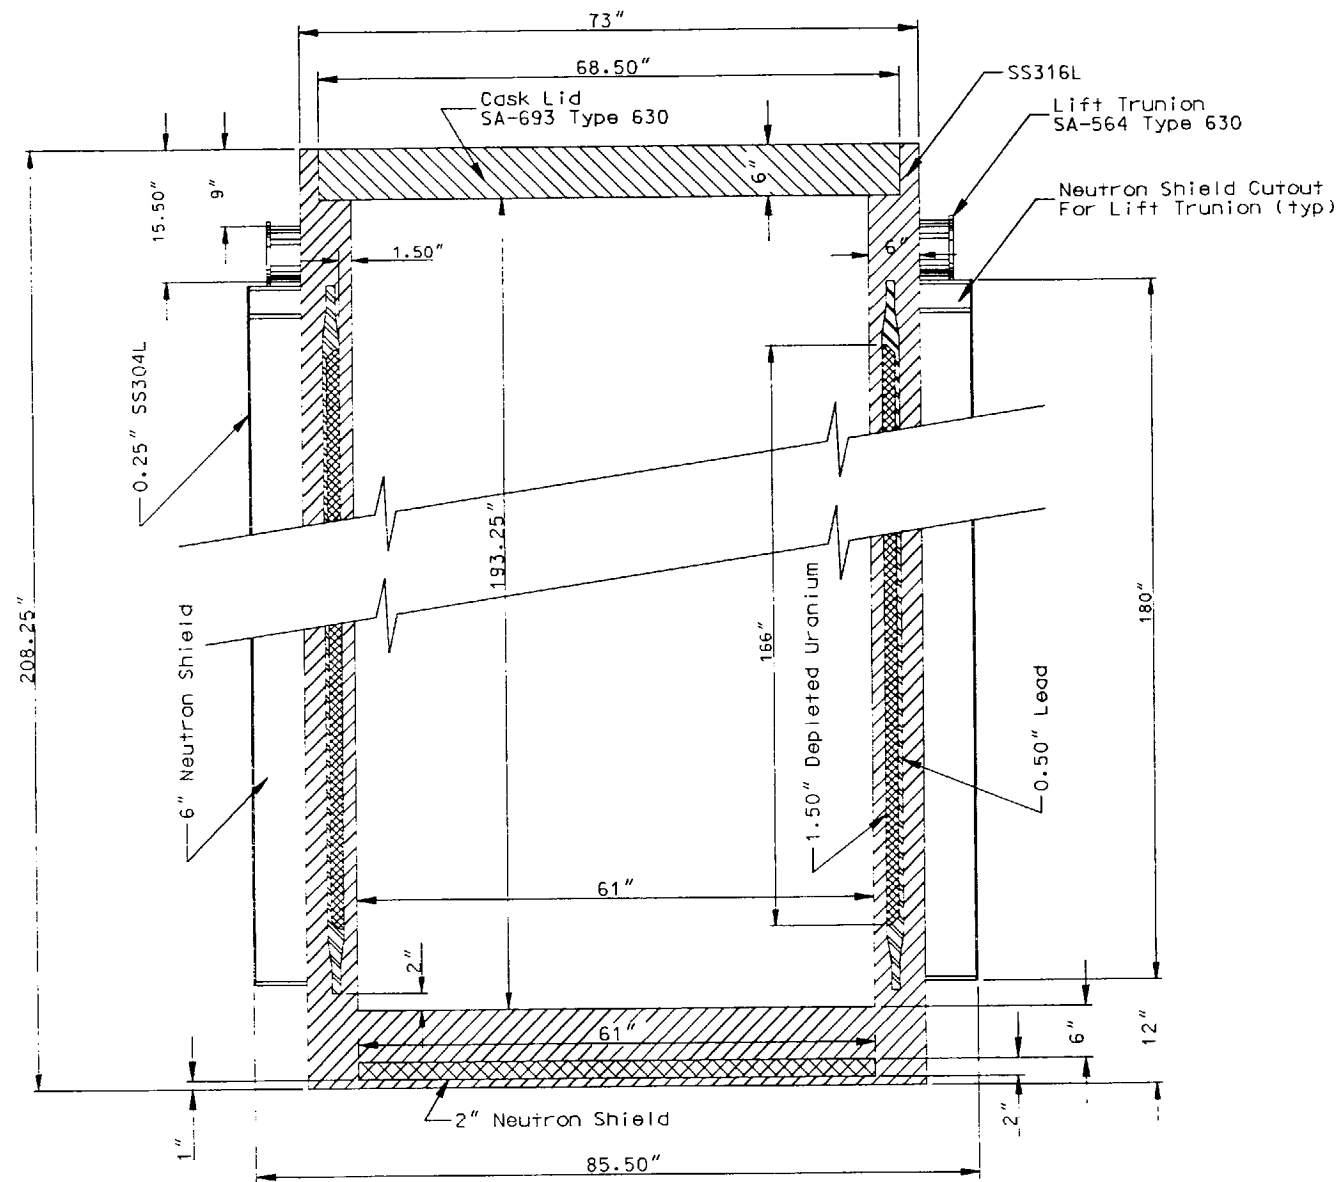 73"
68.50"
SS316L
Cask Lid
SA-693 Type 630
Lift Trunion
SA-564 Type 630
6"
9"
15.50"
Neutron Shield Cutout
For Lift Trunion (typ)
1.50"
6"
0.25" SS304L
193.25"
208.25"
6" Neutron Shield
166"
1.50" Depleted Uranium
180"
0.50" Lead
61"
2"
61"
6"
12"
2"
1"
2" Neutron Shield
85.50"